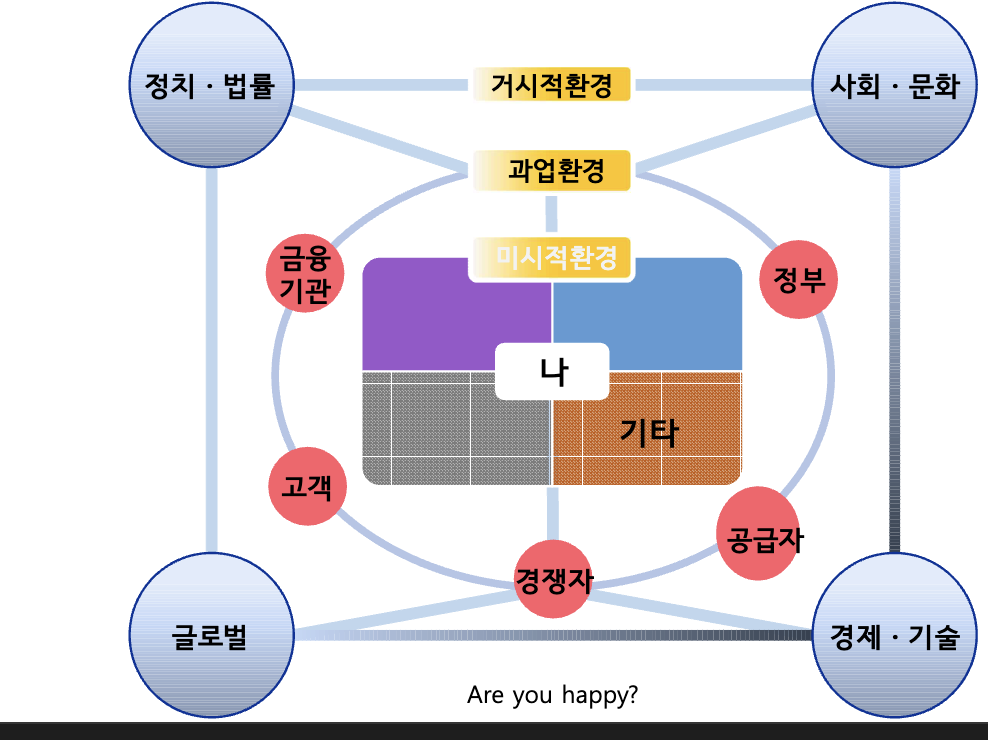 정치 · 법률
거시적환경
사회 · 문화
과업환경
미시적환경
금융
기관
정부
나
기타
고객
공급자
경쟁자
글로벌
경제 · 기술
Are you happy?